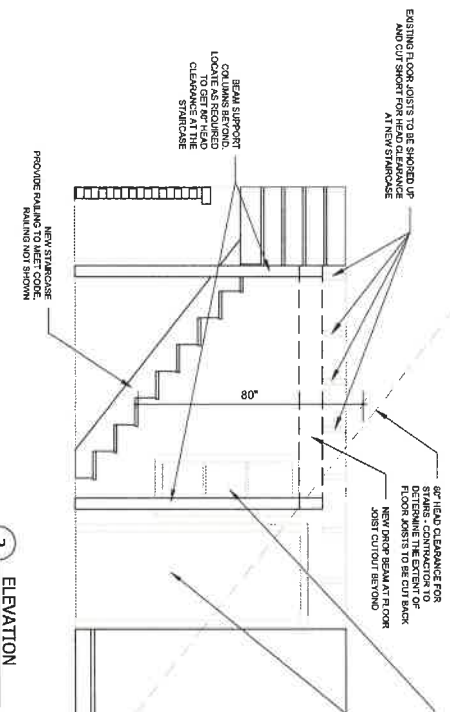 EXISTING FLOOR JOISTS TO BE SHORED UP
AND CUT SHORT FOR HEAD CLEARANCE
AT NEW STAIRCASE
BEAM SUPPORT
COLUMNS BEYOND.
LOCATE AS REQUIRED
TO GET 80" HEAD
CLEARANCE AT THE
STAIRCASE
NEW STAIRCASE
PROVIDE RAILING TO MEET CODE.
RAILING NOT SHOWN
80"
80" HEAD CLEARANCE FOR
STAIRS - CONTRACTOR TO
DETERMINE THE EXTENT OF
FLOOR JOISTS TO BE CUT BACK
NEW DROP BEAM AT FLOOR
JOIST CUTOUT BEYOND
ELEVATION